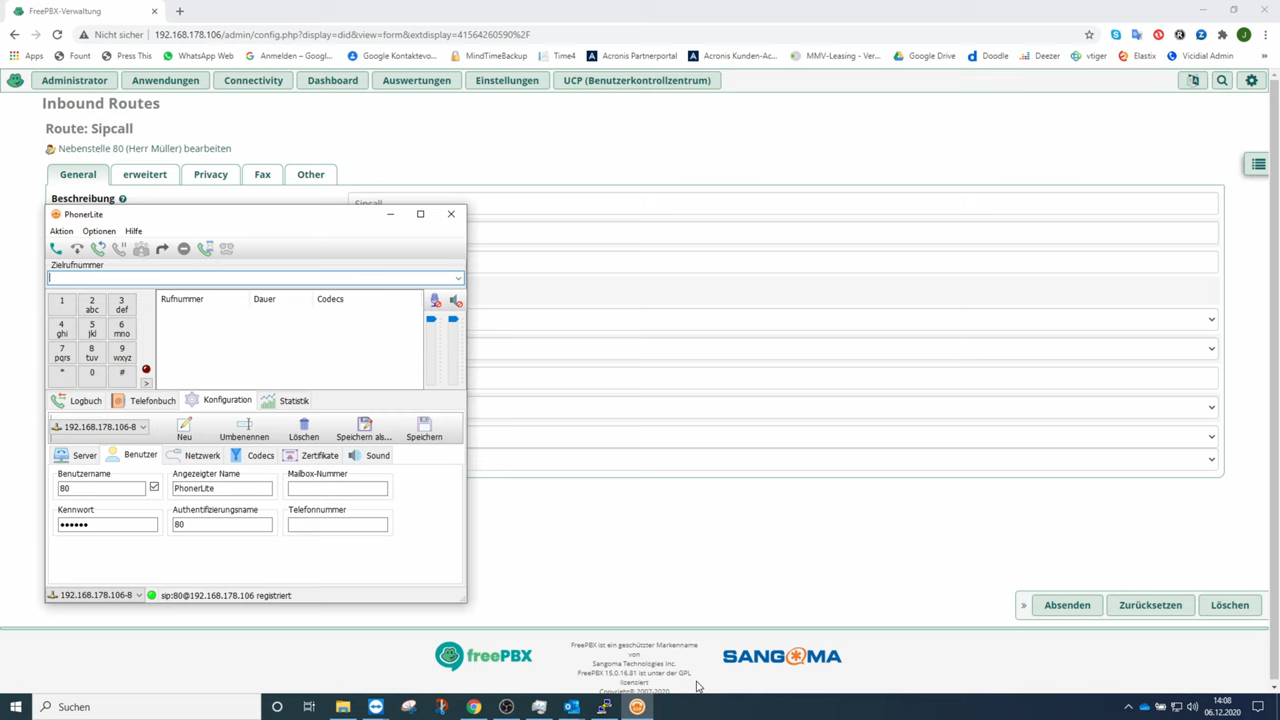 FreePBX-Verwaltung
Nicht sicher 192.168.178.106/admin/config.php?display=did&view=form&extdisplay=41564260590%2F
Apps Fount Press This WhatsApp Web Anmelden – Googl... Google Kontaktevo... MindTimeBackup Time4 Acronis Partnerportal Acronis Kunden-Ac... MMV-Leasing - Ver... Google Drive Doodle Deezer vtiger Elastix Vicidial Admin
Administrator Anwendungen Connectivity Dashboard Auswertungen Einstellungen UCP (Benutzerkontrollzentrum)
Inbound Routes
Route: Sipcall
Nebenstelle 80 (Herr Müller) bearbeiten
General erweitert Privacy Fax Other
Beschreibung
Sipcall
PhonerLite
Aktion Optionen Hilfe
Zielrufnummer
1 2 abc 3 def
4 ghi 5 jkl 6 mno
7 pqrs 8 tuv 9 wxyz
* 0 # >
Rufnummer Dauer Codecs
Logbuch Telefonbuch Konfiguration Statistik
192.168.178.106-8 Neu Umbenennen Löschen Speichern als... Speichern
Server Benutzer Netzwerk Codecs Zertifikate Sound
Benutzername Angezeigter Name Mailbox-Nummer
80 PhonerLite
Kennwort Authentifizierungsname Telefonnummer
●●●●●● 80
192.168.178.106-8 sip:80@192.168.178.106 registriert
» Absenden Zurücksetzen Löschen
freePBX
FreePBX ist ein geschützter Markenname
von
Sangoma Technologies Inc.
FreePBX 15.0.16.81 ist unter der GPL
lizenziert
Copyright© 2007-2020
SANGOMA
Suchen
14:08
06.12.2020